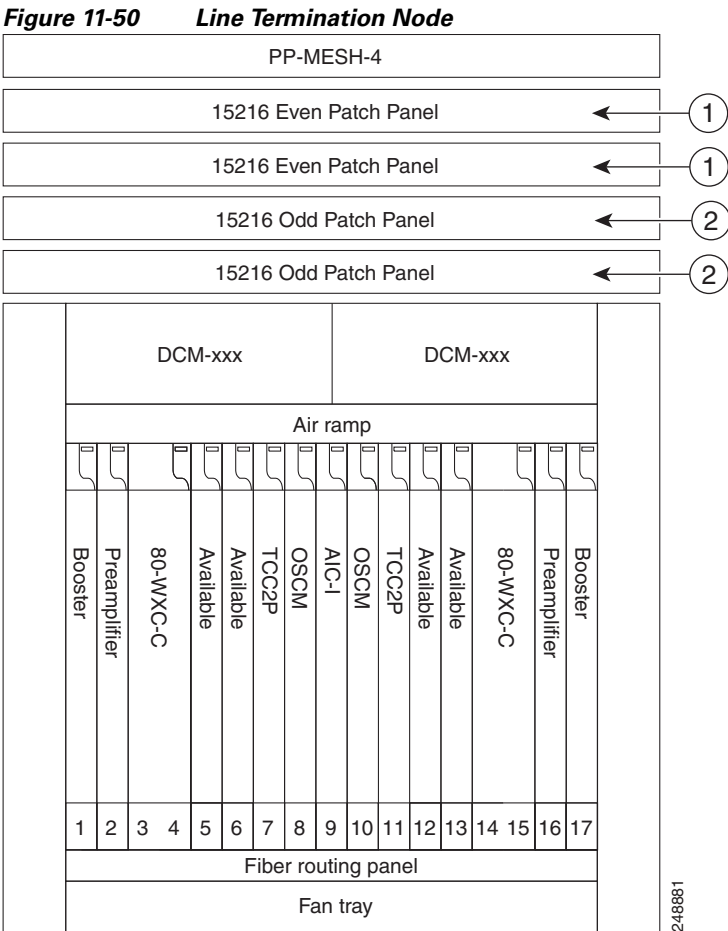 Figure 11-50 Line Termination Node
PP-MESH-4
15216 Even Patch Panel
1
15216 Even Patch Panel
1
15216 Odd Patch Panel
2
15216 Odd Patch Panel
2
DCM-xxx
DCM-xxx
Air ramp
Booster
Preamplifier
80-WXC-C
Available
Available
TCC2P
OSCM
AIC-I
OSCM
TCC2P
Available
Available
80-WXC-C
Preamplifier
Booster
1 2 3 4 5 6 7 8 9 10 11 12 13 14 15 16 17
Fiber routing panel
Fan tray
248881